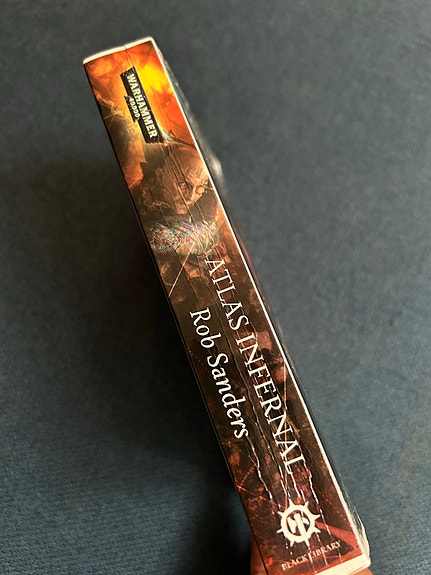 WARHAMMER
40,000
ATLAS INFERNAL
Rob Sanders
BLACK LIBRARY